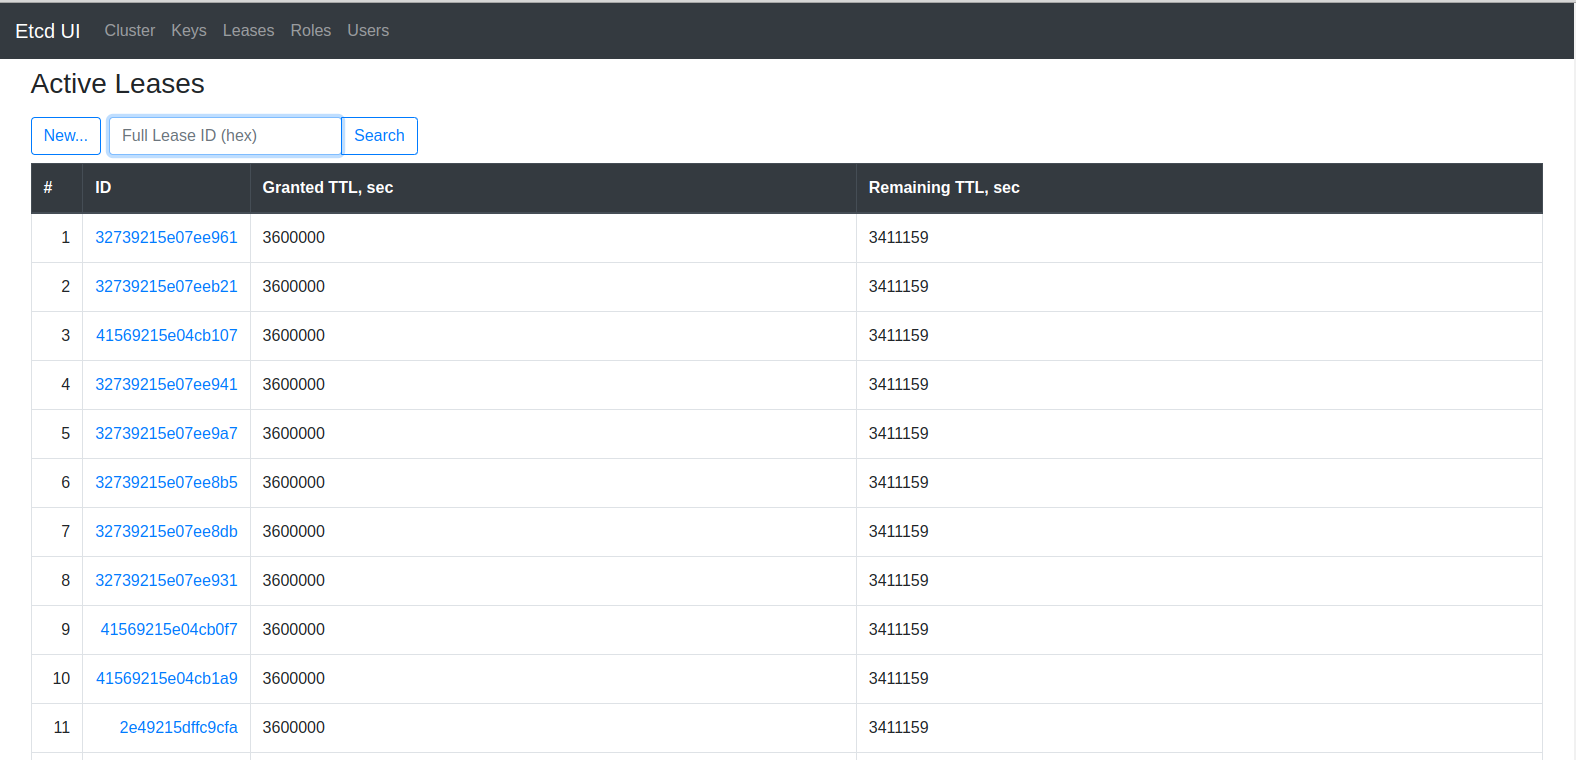 Etcd UI Cluster Keys Leases Roles Users
Active Leases
New... Full Lease ID (hex) Search
# ID Granted TTL, sec Remaining TTL, sec
1 32739215e07ee961 3600000 3411159
2 32739215e07eeb21 3600000 3411159
3 41569215e04cb107 3600000 3411159
4 32739215e07ee941 3600000 3411159
5 32739215e07ee9a7 3600000 3411159
6 32739215e07ee8b5 3600000 3411159
7 32739215e07ee8db 3600000 3411159
8 32739215e07ee931 3600000 3411159
9 41569215e04cb0f7 3600000 3411159
10 41569215e04cb1a9 3600000 3411159
11 2e49215dffc9cfa 3600000 3411159